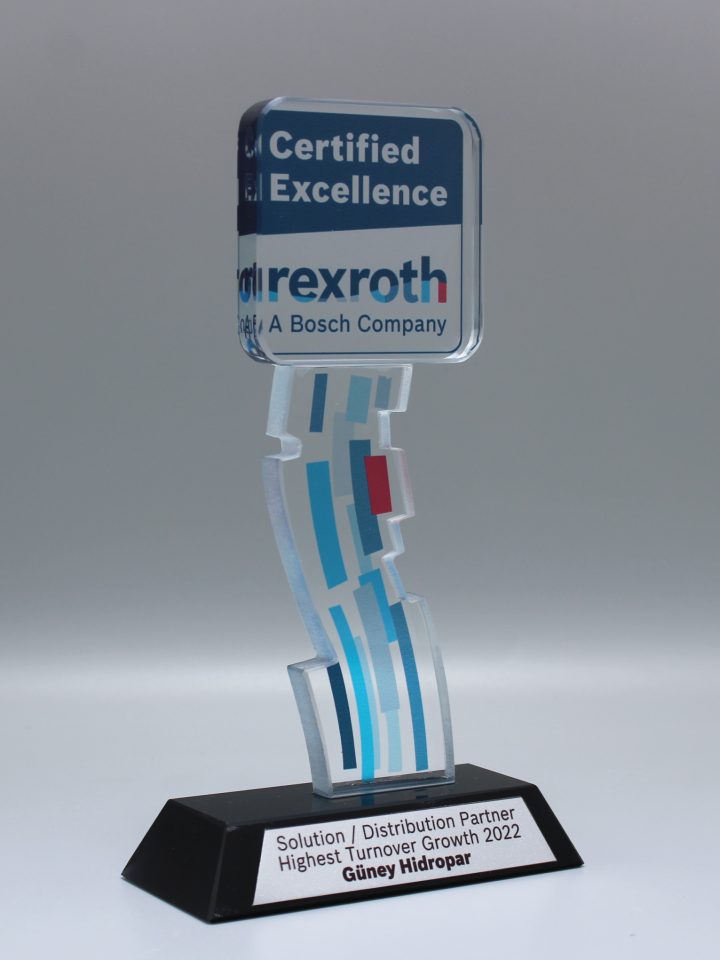 Certified
Excellence
rexroth
A Bosch Company
Solution / Distribution Partner
Highest Turnover Growth 2022
Güney Hidropar